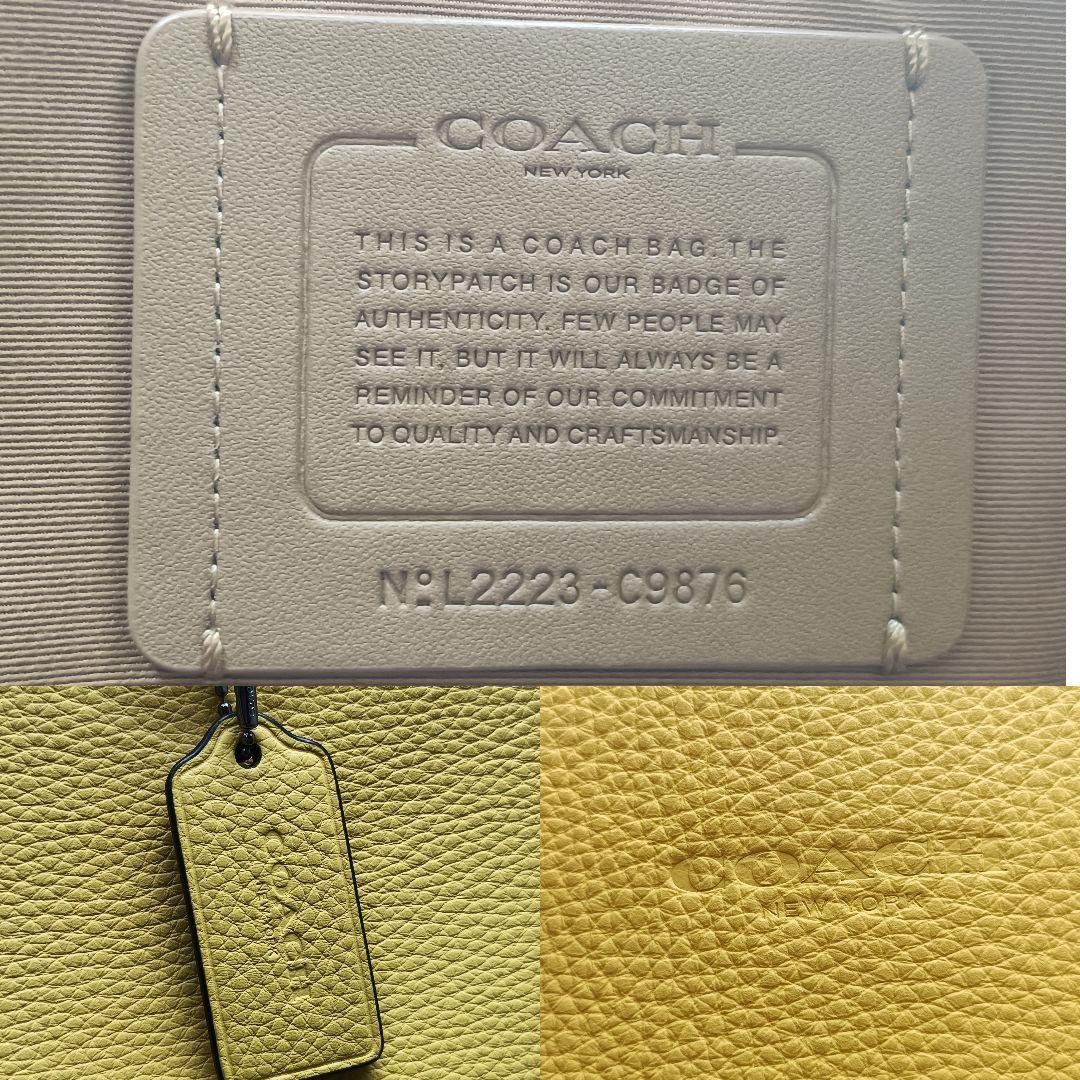 COACH
NEW YORK
THIS IS A COACH BAG. THE
STORYPATCH IS OUR BADGE OF
AUTHENTICITY. FEW PEOPLE MAY
SEE IT, BUT IT WILL ALWAYS BE A
REMINDER OF OUR COMMITMENT
TO QUALITY AND CRAFTSMANSHIP.
Nº L2223-C9876
COACH
COACH
NEW YORK